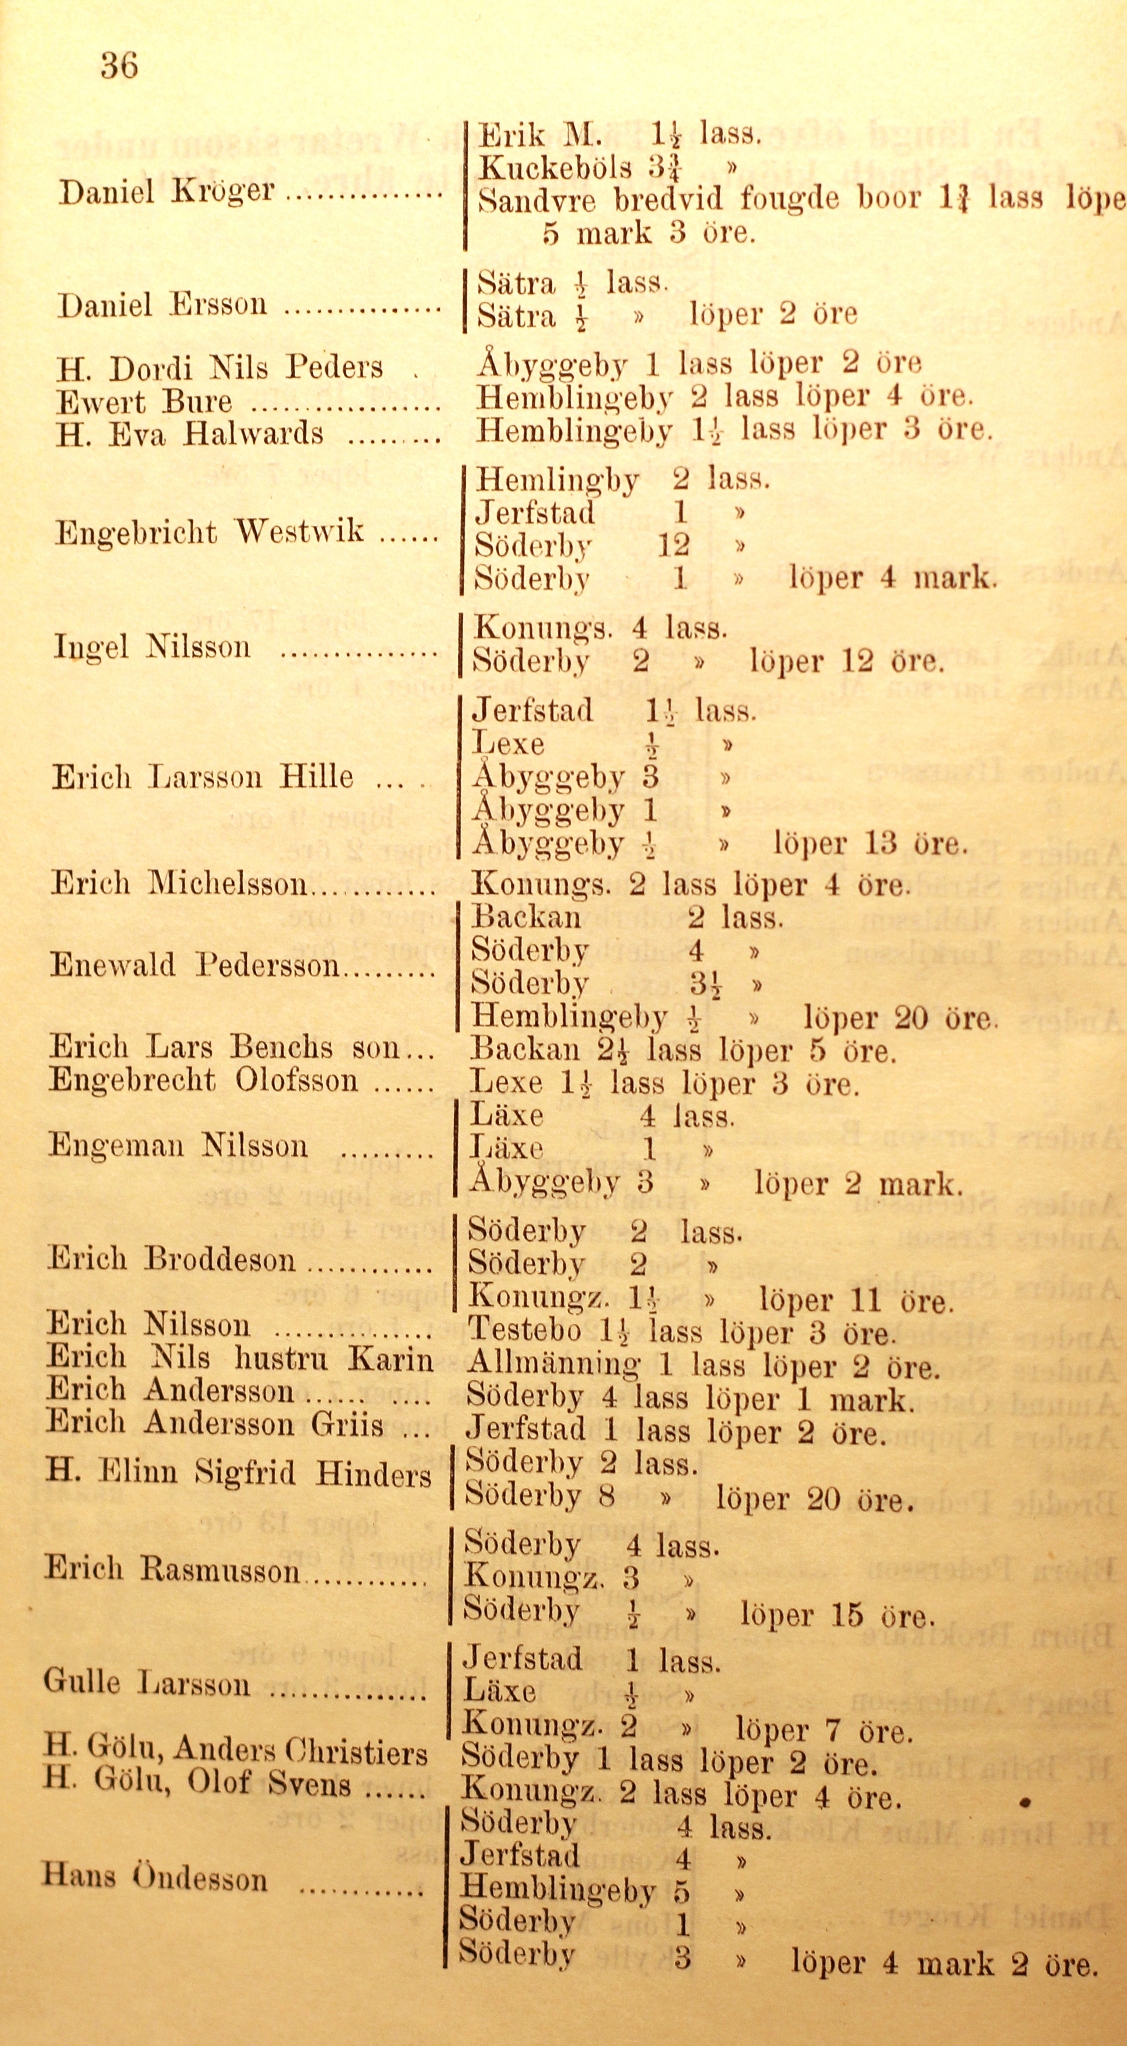 36
Erik M. 1½ lass.
Kuckeböls 3¾ »
Daniel Kröger ...............
Sandvre bredvid fougde boor 1¾ lass löpe
5 mark 3 öre.
Sätra ½ lass.
Daniel Ersson ...............
Sätra ½ » löper 2 öre
H. Dordi Nils Peders . Åbyggeby 1 lass löper 2 öre
Ewert Bure .................. Hemblingeby 2 lass löper 4 öre.
H. Eva Halwards ......... Hemblingeby 1½ lass löper 3 öre.
Hemlingby 2 lass.
Jerfstad 1 »
Engebricht Westwik ......
Söderby 12 »
Söderby 1 » löper 4 mark.
Konungs. 4 lass.
Ingel Nilsson ...............
Söderby 2 » löper 12 öre.
Jerfstad 1½ lass.
Lexe ½ »
Erich Larsson Hille ... . Åbyggeby 3 »
Åbyggeby 1 »
Åbyggeby ½ » löper 13 öre.
Erich Michelsson............ Konungs. 2 lass löper 4 öre.
Backan 2 lass.
Söderby 4 »
Enewald Pedersson.........
Söderby 3½ »
Hemblingeby ½ » löper 20 öre.
Erich Lars Benchs son... Backan 2½ lass löper 5 öre.
Engebrecht Olofsson ...... Lexe 1½ lass löper 3 öre.
Läxe 4 lass.
Engeman Nilsson ......... Läxe 1 »
Åbyggeby 3 » löper 2 mark.
Söderby 2 lass.
Erich Broddeson ............ Söderby 2 »
Konungz. 1½ » löper 11 öre.
Erich Nilsson ............... Testebo 1½ lass löper 3 öre.
Erich Nils hustru Karin Allmänning 1 lass löper 2 öre.
Erich Andersson...... .... Söderby 4 lass löper 1 mark.
Erich Andersson Griis ... Jerfstad 1 lass löper 2 öre.
H. Elinn Sigfrid Hinders Söderby 2 lass.
Söderby 8 » löper 20 öre.
Söderby 4 lass.
Erich Rasmusson............ Konungz. 3 »
Söderby ½ » löper 15 öre.
Jerfstad 1 lass.
Gulle Larsson ............... Läxe ½ »
Konungz. 2 » löper 7 öre.
H. Gölu, Anders Christiers Söderby 1 lass löper 2 öre.
H. Gölu, Olof Svens ...... Konungz. 2 lass löper 4 öre.
Söderby 4 lass.
Jerfstad 4 »
Hans Öndesson ............ Hemblingeby 5 »
Söderby 1 »
Söderby 3 » löper 4 mark 2 öre.